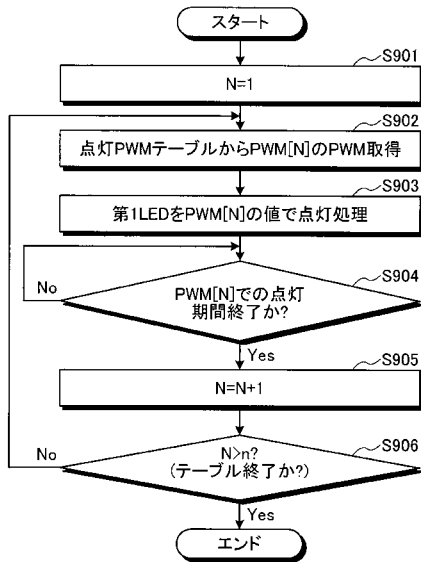 スタート
S901
N=1
S902
点灯PWMテーブルからPWM[N]のPWM取得
S903
第1LEDをPWM[N]の値で点灯処理
S904
No
PWM[N]での点灯
期間終了か?
Yes
S905
N=N+1
S906
No
N>n?
(テーブル終了か?)
Yes
エンド